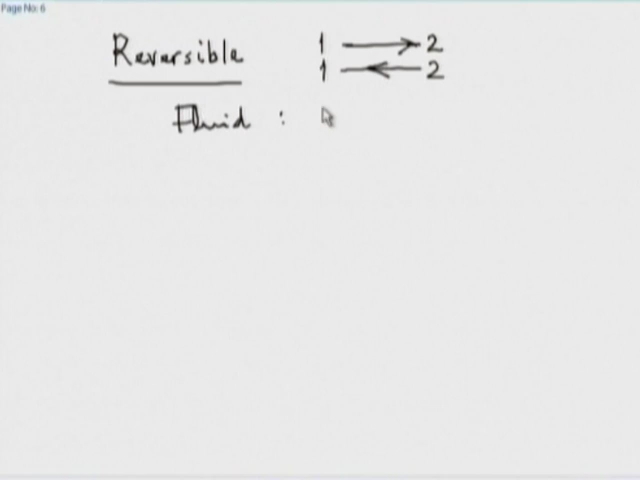 Page No: 6
Reversible 1 → 2
1 ← 2
Fluid :